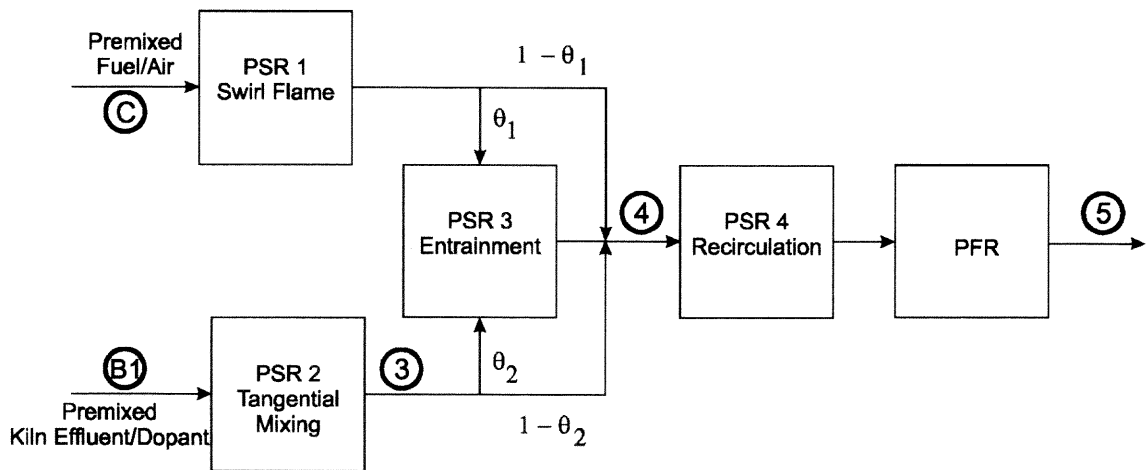 Premixed
Fuel/Air
C
PSR 1
Swirl Flame
1 − θ1
θ1
PSR 3
Entrainment
4
PSR 4
Recirculation
PFR
5
B1
Premixed
Kiln Effluent/Dopant
PSR 2
Tangential
Mixing
3
θ2
1 − θ2